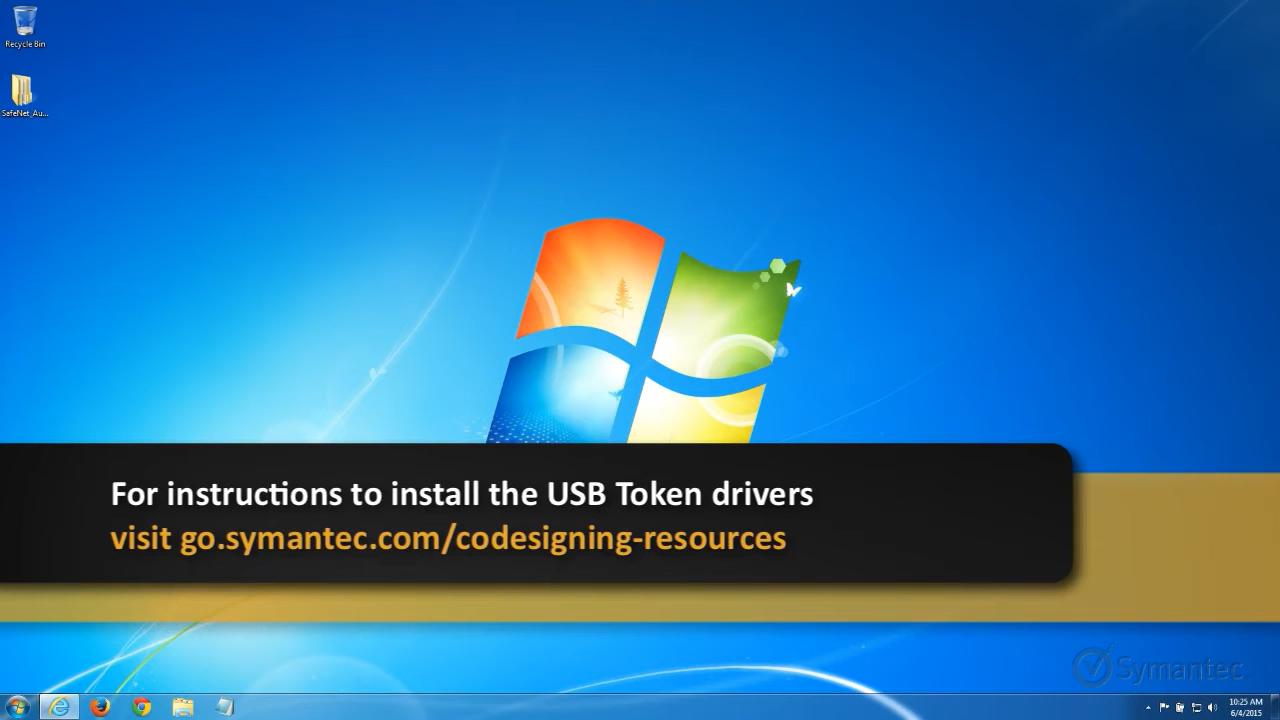 Recycle Bin
SafeNet_Au...
For instructions to install the USB Token drivers
visit go.symantec.com/codesigning-resources
Symantec
10:25 AM
6/4/2015